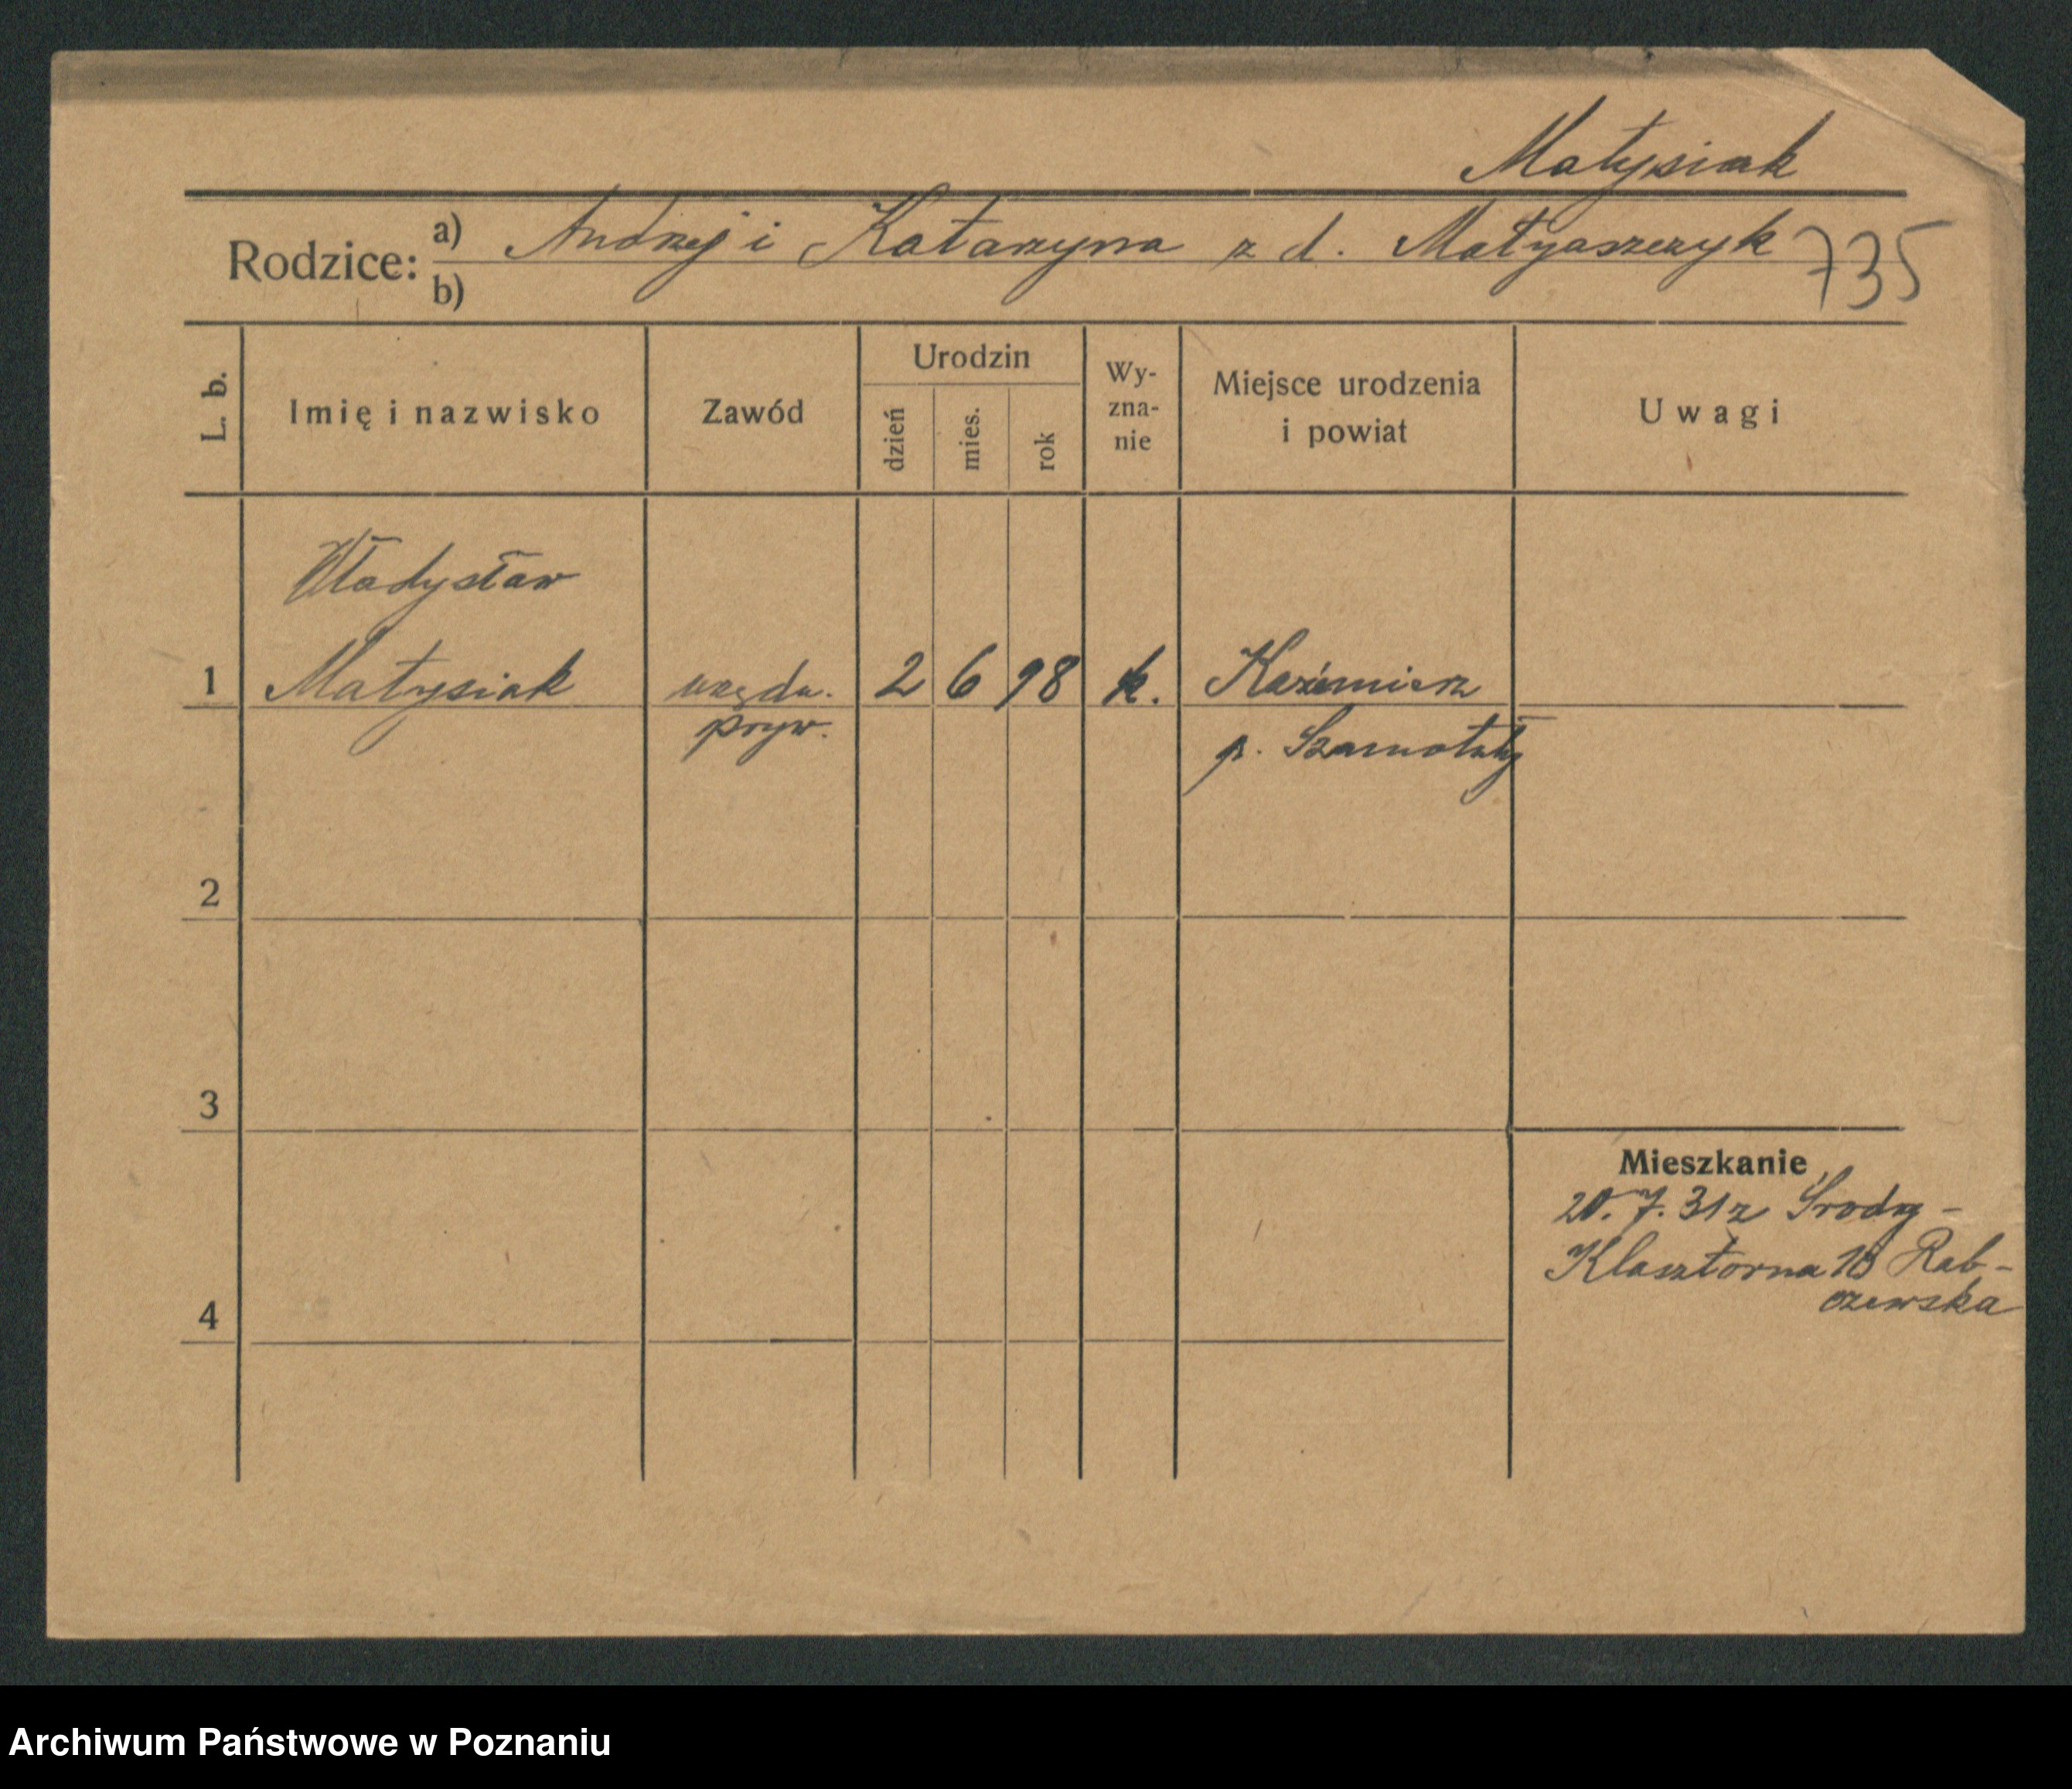 Matysiak
Rodzice: a) Andrzej i Katarzyna z d. Matyaszczyk 735
b)
L. b. Imię i nazwisko Zawód Urodzin dzień mies. rok Wy-zna-nie Miejsce urodzenia i powiat Uwagi
Władysław
1 Matysiak urzędn. 2 6 98 k. Kaźmierz
pryw. p. Szamotuły
2
3
Mieszkanie
20. 7. 31 z Środy -
Klasztorna 18 Rab-
czewska
4
Archiwum Państwowe w Poznaniu